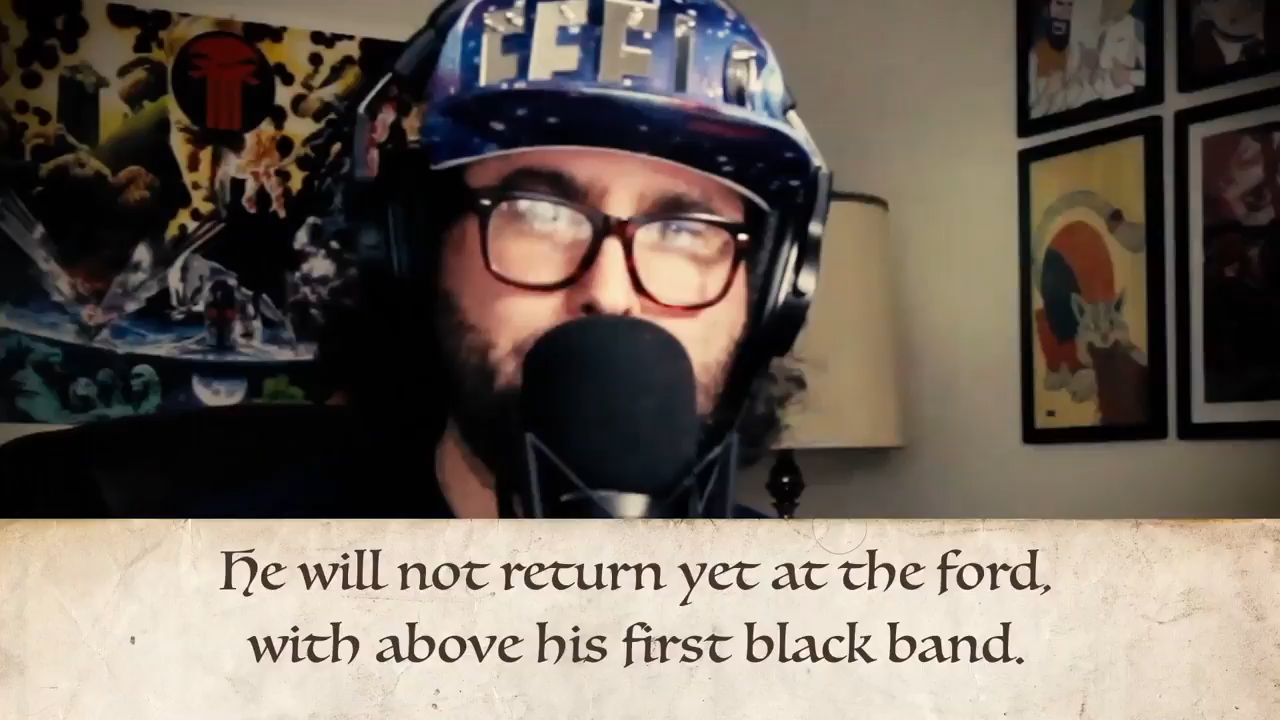 He will not return yet at the ford,
with above his first black band.